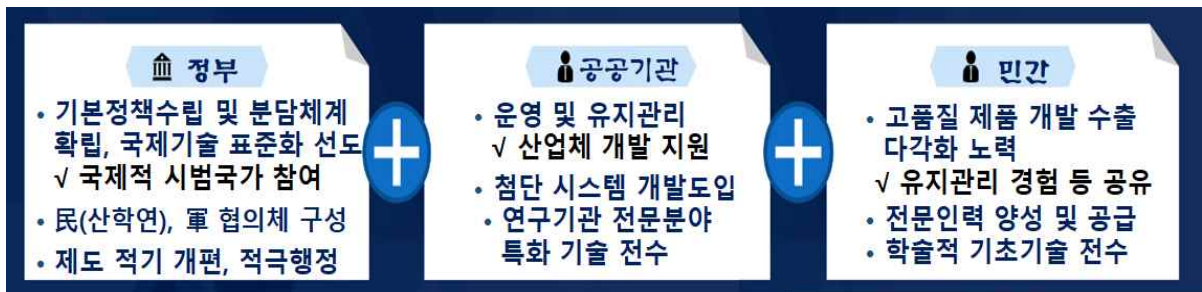 정부
• 기본정책수립 및 분담체계
확립, 국제기술 표준화 선도
√ 국제적 시범국가 참여
• 民(산학연), 軍 협의체 구성
• 제도 적기 개편, 적극행정
공공기관
• 운영 및 유지관리
√ 산업체 개발 지원
• 첨단 시스템 개발도입
• 연구기관 전문분야
특화 기술 전수
민간
• 고품질 제품 개발 수출
다각화 노력
√ 유지관리 경험 등 공유
• 전문인력 양성 및 공급
• 학술적 기초기술 전수